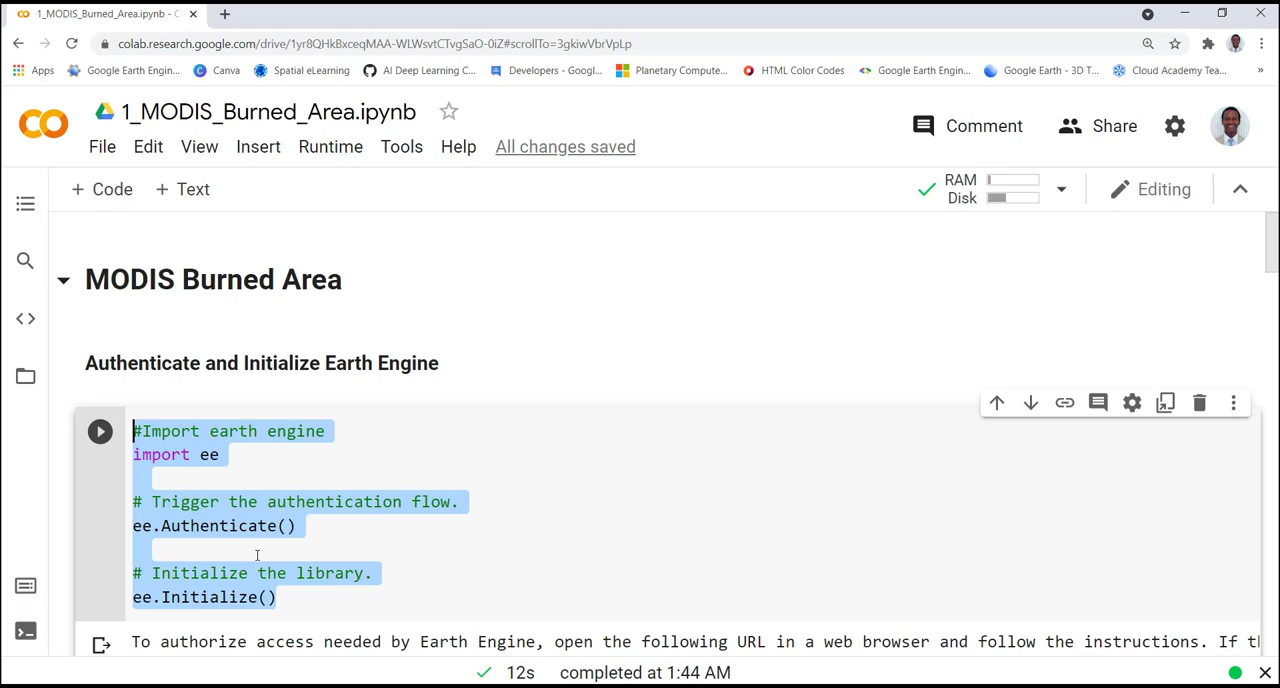 1_MODIS_Burned_Area.ipynb - C
colab.research.google.com/drive/1yr8QHkBxceqMAA-WLWsvtCTvgSaO-0iZ#scrollTo=3gkiwVbrVpLp
Apps Google Earth Engin... Canva Spatial eLearning AI Deep Learning C... Developers - Googl... Planetary Compute... HTML Color Codes Google Earth Engin... Google Earth - 3D T... Cloud Academy Tea... »
1_MODIS_Burned_Area.ipynb
Comment Share
File Edit View Insert Runtime Tools Help All changes saved
+ Code + Text
RAM
Disk
Editing
MODIS Burned Area
Authenticate and Initialize Earth Engine
#Import earth engine
import ee
# Trigger the authentication flow.
ee.Authenticate()
# Initialize the library.
ee.Initialize()
To authorize access needed by Earth Engine, open the following URL in a web browser and follow the instructions. If t
12s completed at 1:44 AM